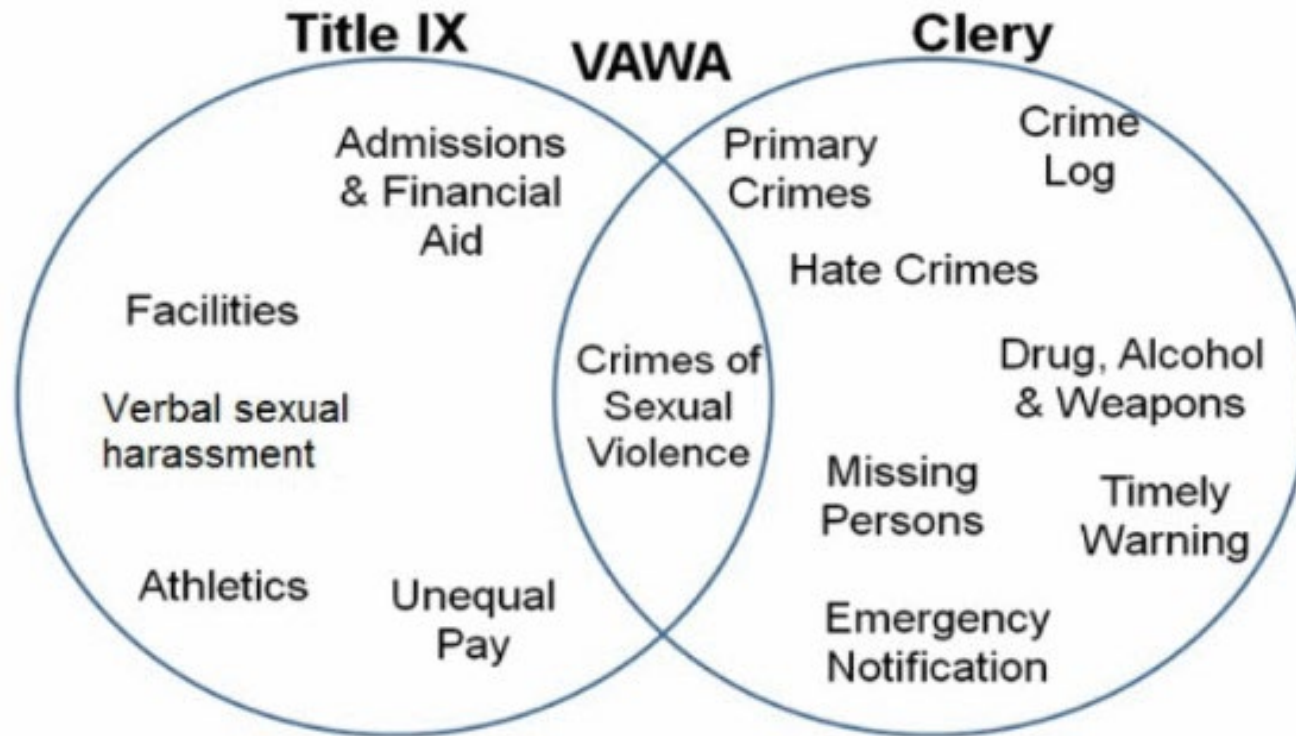 Title IX
VAWA
Clery
Admissions
& Financial
Aid
Facilities
Verbal sexual
harassment
Athletics
Unequal
Pay
Crimes of
Sexual
Violence
Primary
Crimes
Crime
Log
Hate Crimes
Drug, Alcohol
& Weapons
Missing
Persons
Timely
Warning
Emergency
Notification